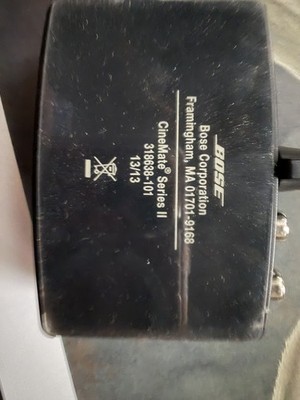 BOSE
Bose Corporation
Framingham, MA 01701-9168
CineMate® Series II
318638-101
13/13